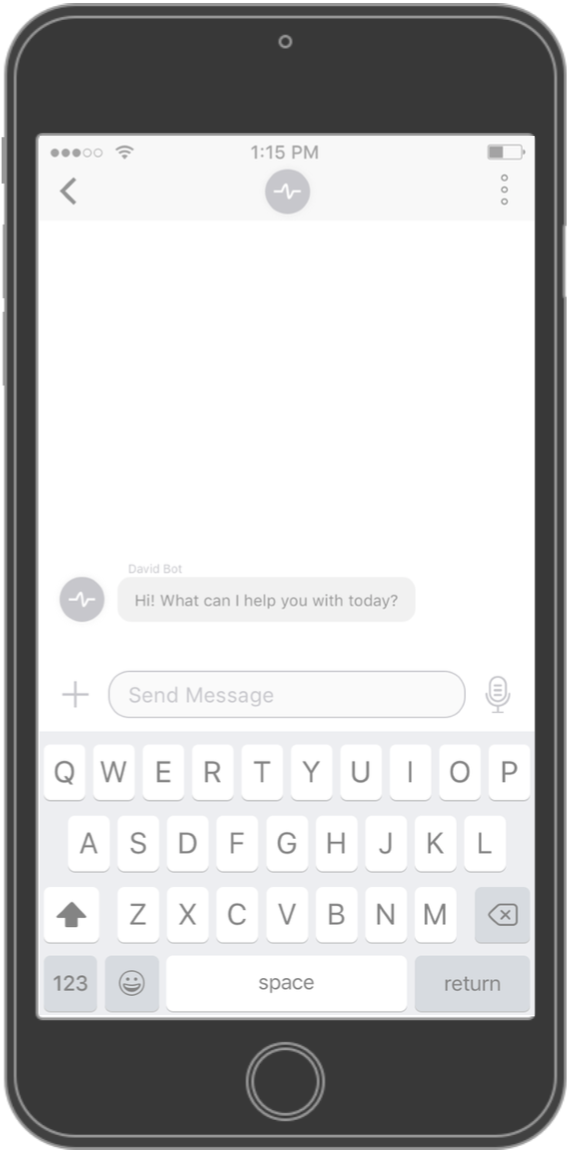 1:15 PM
David Bot
Hi! What can I help you with today?
Send Message
Q W E R T Y U I O P
A S D F G H J K L
Z X C V B N M
123 space return